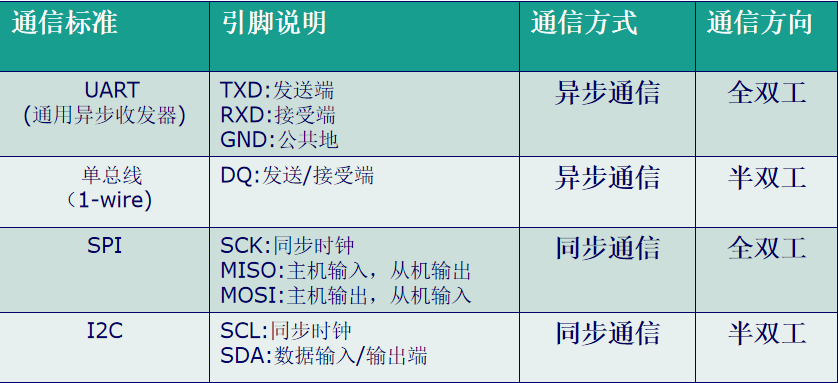 通信标准 引脚说明 通信方式 通信方向
UART
(通用异步收发器)
TXD:发送端
RXD:接受端
GND:公共地
异步通信
全双工
单总线
（1-wire)
DQ:发送/接受端
异步通信
半双工
SPI
SCK:同步时钟
MISO:主机输入，从机输出
MOSI:主机输出，从机输入
同步通信
全双工
I2C
SCL:同步时钟
SDA:数据输入/输出端
同步通信
半双工